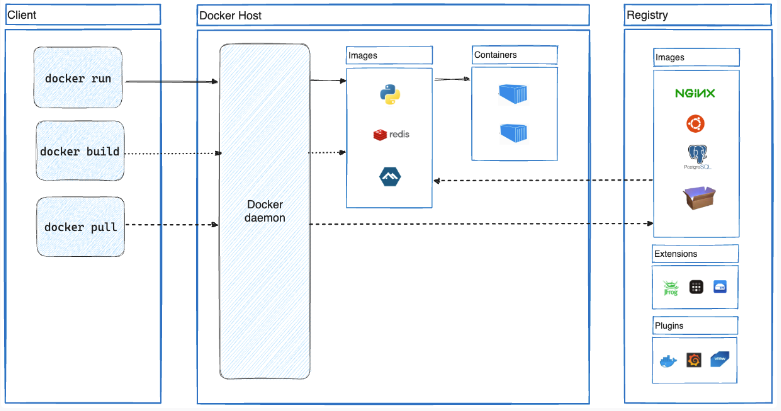 Client
docker run
docker build
docker pull
Docker Host
Docker
daemon
Images
redis
Containers
Registry
Images
NGINX
PostgreSQL
Extensions
JFrog
Plugins